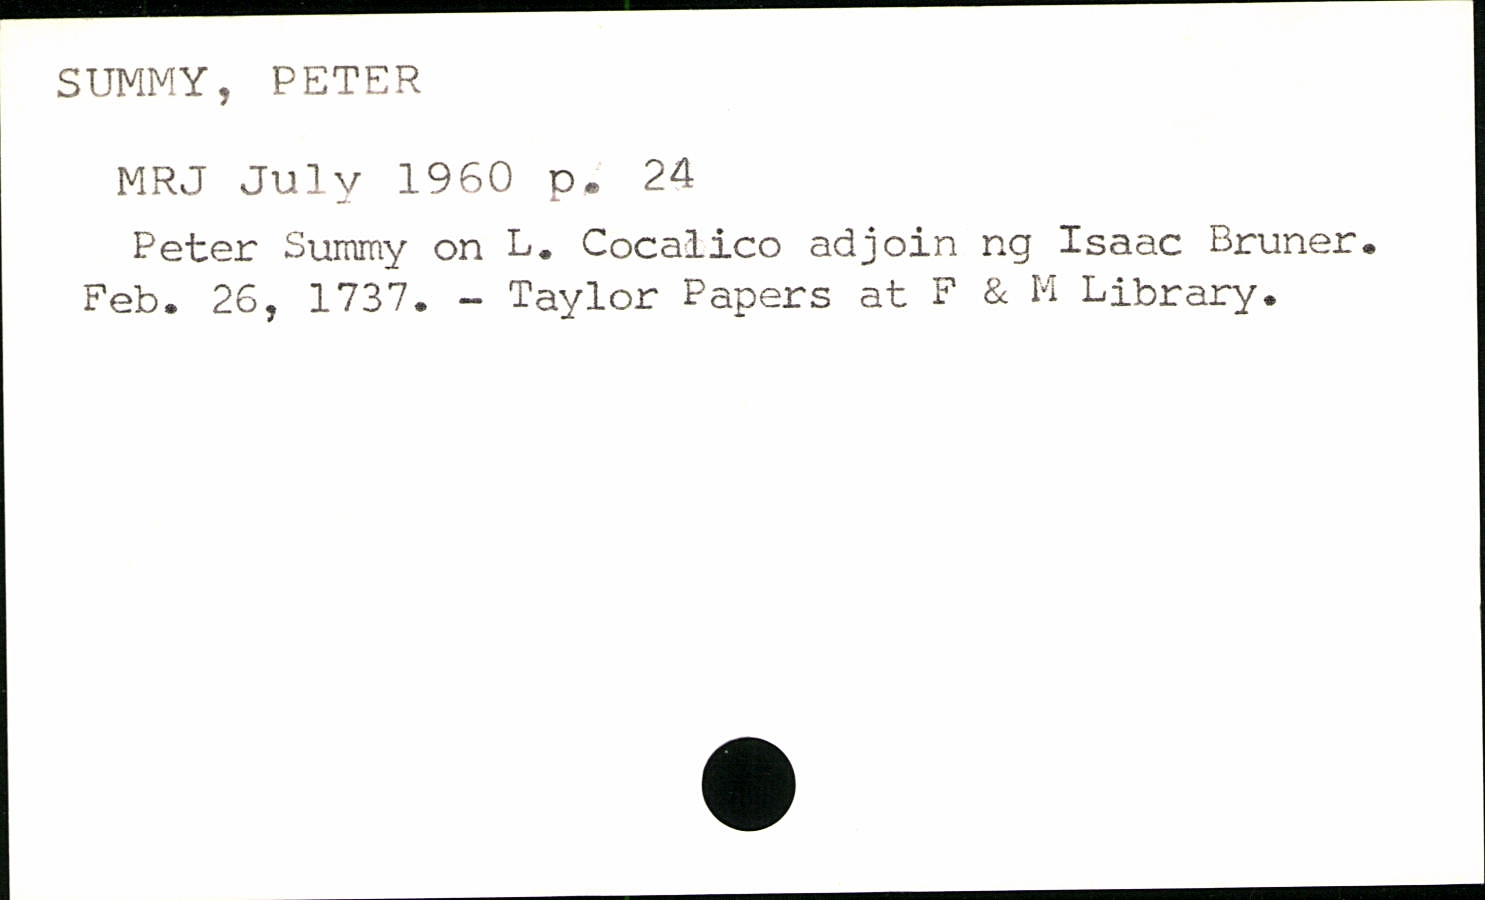 SUMMY, PETER
MRJ July 1960 p. 24
Peter Summy on L. Cocalico adjoin ng Isaac Bruner.
Feb. 26, 1737. - Taylor Papers at F & M Library.